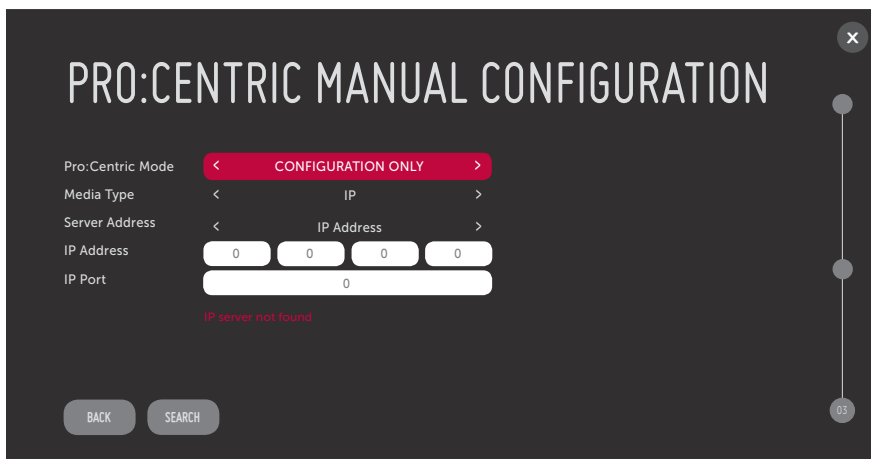 PRO:CENTRIC MANUAL CONFIGURATION
Pro:Centric Mode < CONFIGURATION ONLY >
Media Type < IP >
Server Address < IP Address >
IP Address 0 0 0 0
IP Port 0
IP server not found
BACK SEARCH
03